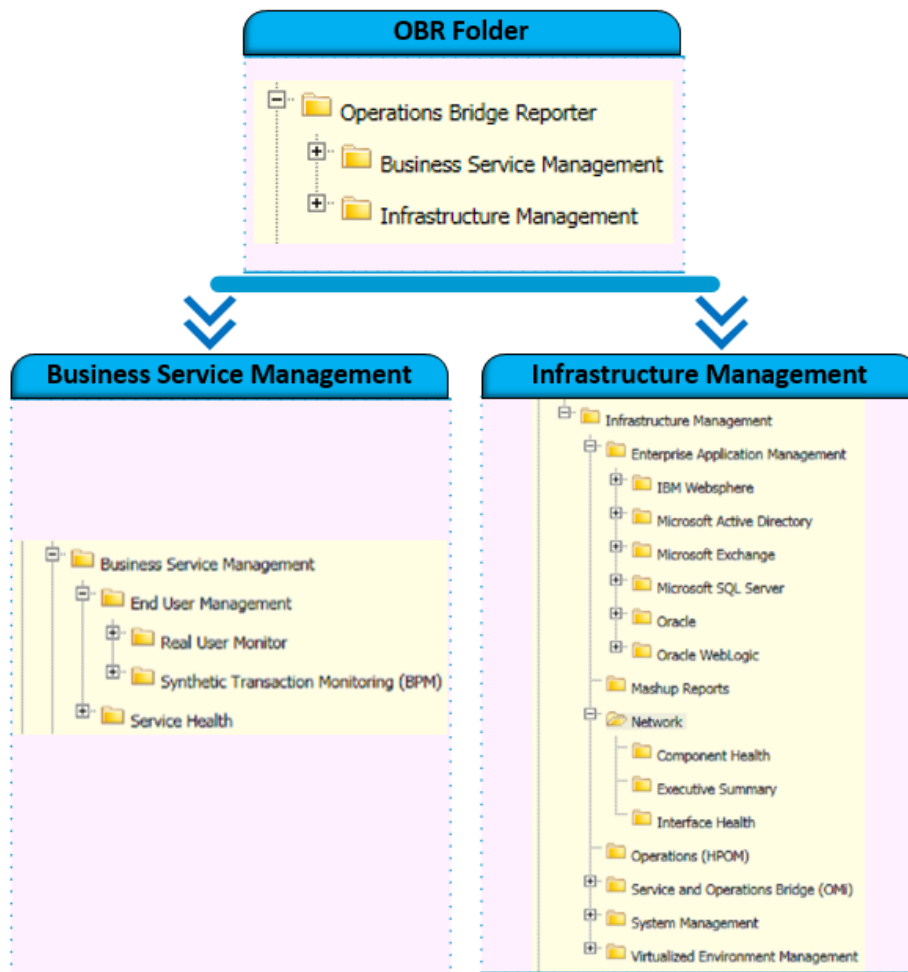 OBR Folder
Operations Bridge Reporter
Business Service Management
Infrastructure Management
Business Service Management
Business Service Management
End User Management
Real User Monitor
Synthetic Transaction Monitoring (BPM)
Service Health
Infrastructure Management
Infrastructure Management
Enterprise Application Management
IBM Websphere
Microsoft Active Directory
Microsoft Exchange
Microsoft SQL Server
Oracle
Oracle WebLogic
Mashup Reports
Network
Component Health
Executive Summary
Interface Health
Operations (HPOM)
Service and Operations Bridge (OMi)
System Management
Virtualized Environment Management